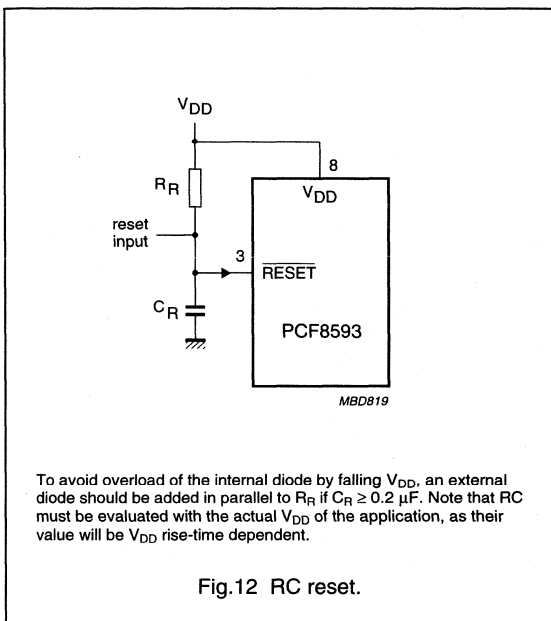 VDD
8
RR
VDD
reset
input
3
RESET
CR
PCF8593
MBD819
To avoid overload of the internal diode by falling VDD, an external
diode should be added in parallel to RR if CR ≥ 0.2 μF. Note that RC
must be evaluated with the actual VDD of the application, as their
value will be VDD rise-time dependent.
Fig.12 RC reset.